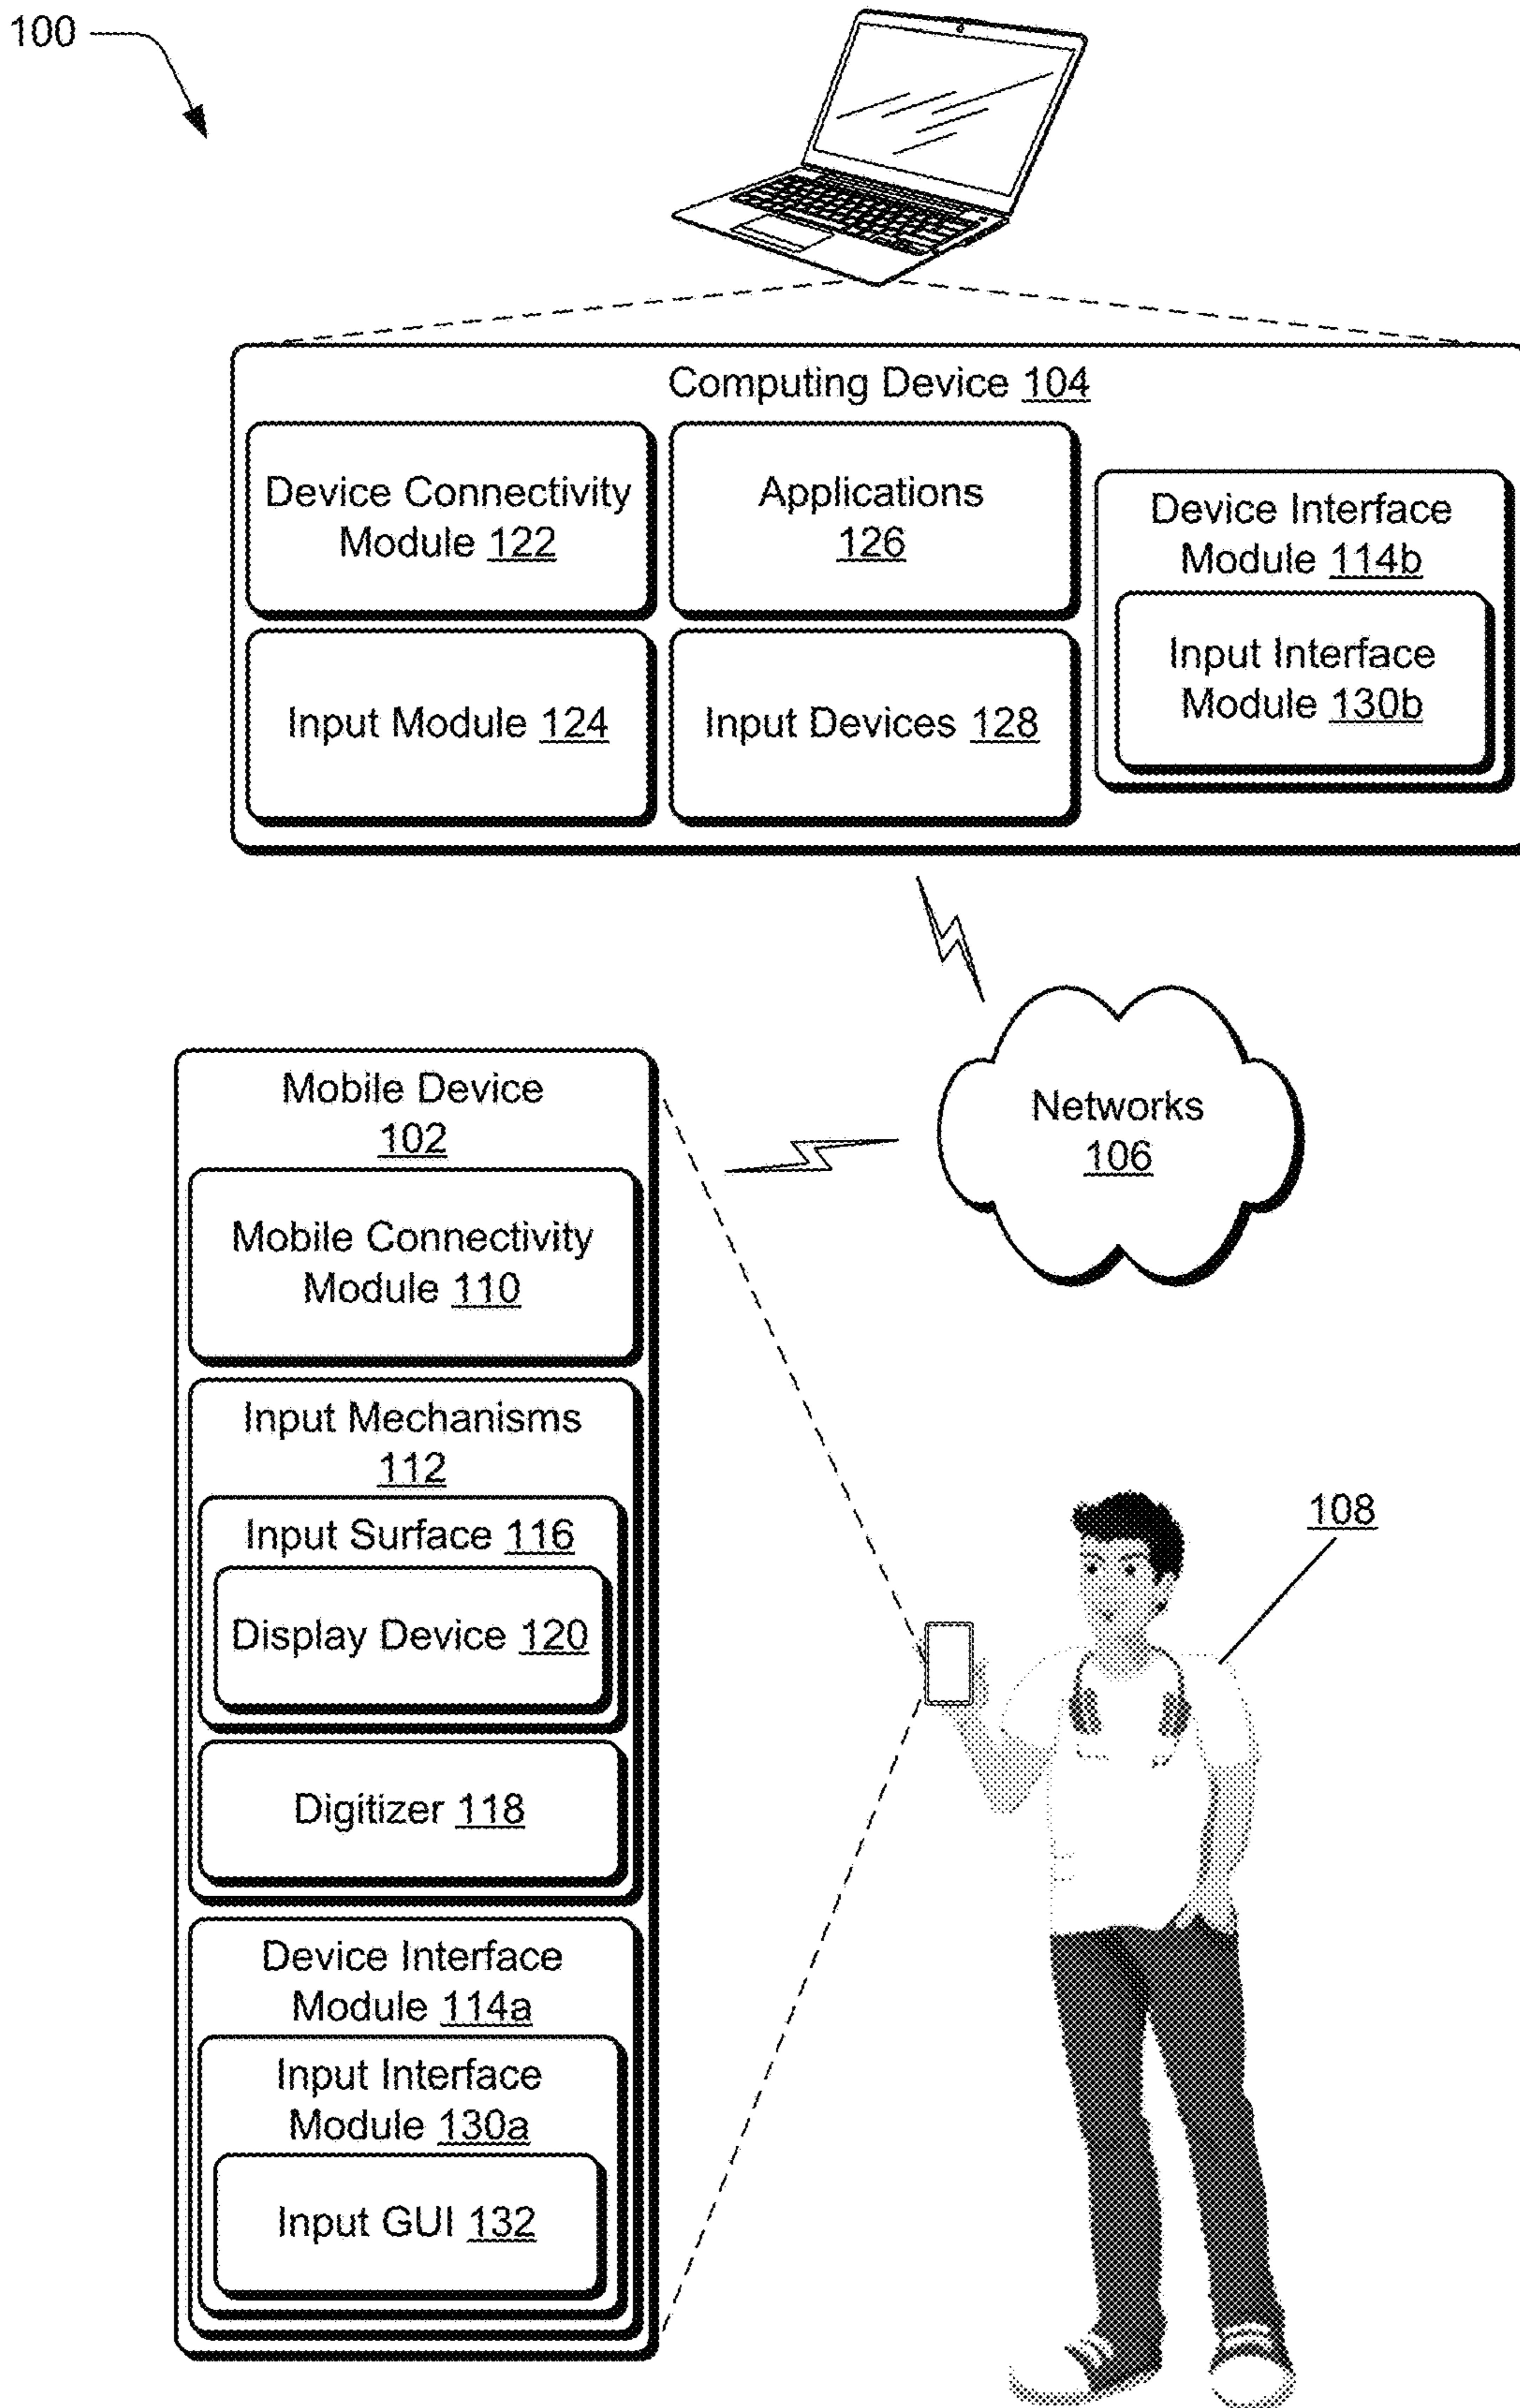 100
Computing Device 104
Device Connectivity
Module 122
Applications
126
Device Interface
Module 114b
Input Interface
Module 130b
Input Module 124
Input Devices 128
Networks
106
Mobile Device
102
Mobile Connectivity
Module 110
Input Mechanisms
112
Input Surface 116
Display Device 120
Digitizer 118
Device Interface
Module 114a
Input Interface
Module 130a
Input GUI 132
108